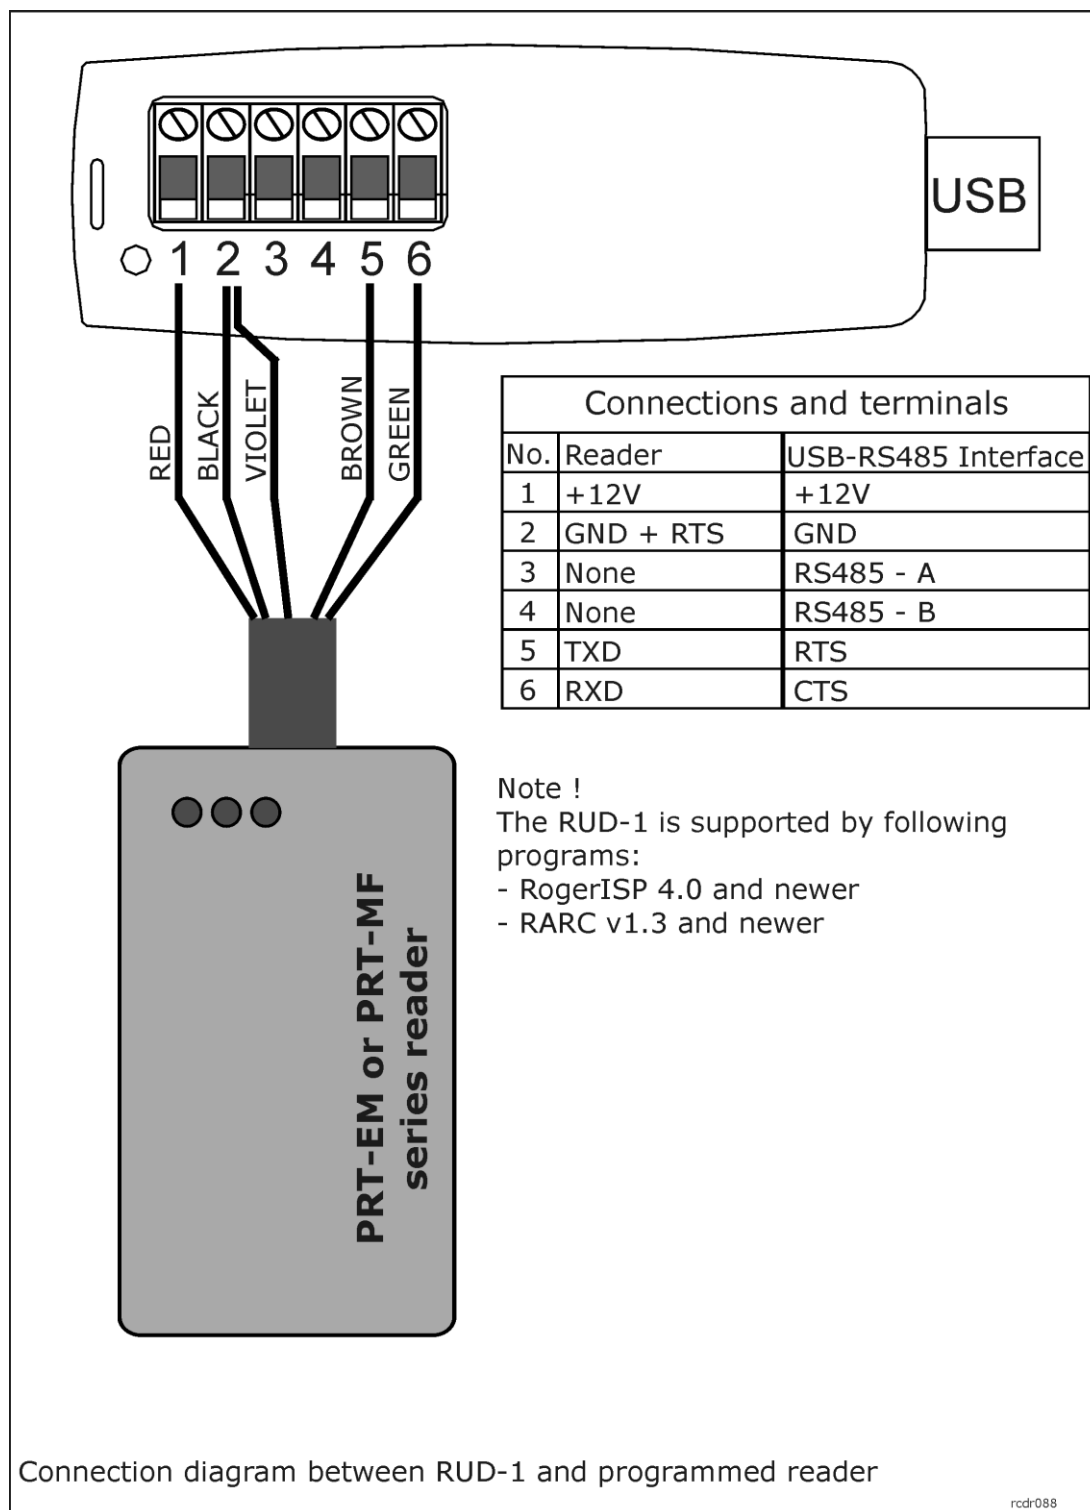 USB
1 2 3 4 5 6
RED
BLACK
VIOLET
BROWN
GREEN
Connections and terminals
No. Reader USB-RS485 Interface
1 +12V +12V
2 GND + RTS GND
3 None RS485 - A
4 None RS485 - B
5 TXD RTS
6 RXD CTS
Note !
The RUD-1 is supported by following
programs:
- RogerISP 4.0 and newer
- RARC v1.3 and newer
PRT-EM or PRT-MF
series reader
Connection diagram between RUD-1 and programmed reader
rcdr088